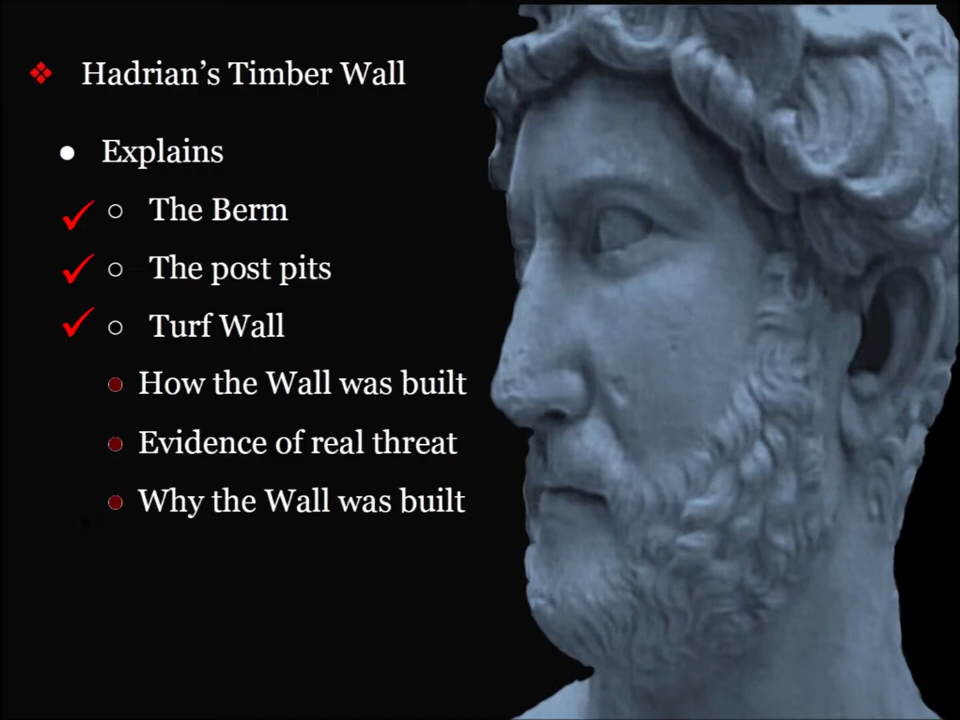 Hadrian’s Timber Wall
Explains
The Berm
The post pits
Turf Wall
How the Wall was built
Evidence of real threat
Why the Wall was built